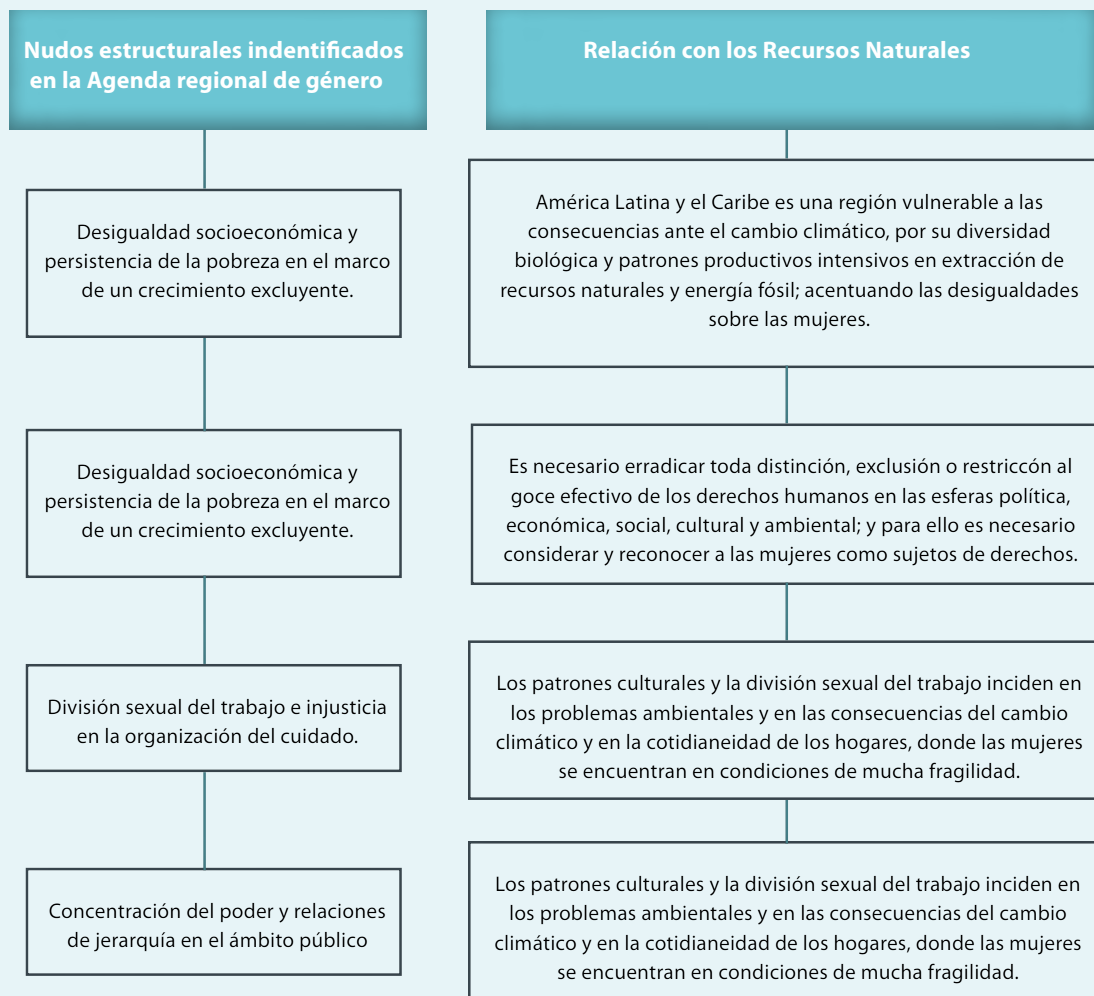 Nudos estructurales indentificados
en la Agenda regional de género
Desigualdad socioeconómica y
persistencia de la pobreza en el marco
de un crecimiento excluyente.
Desigualdad socioeconómica y
persistencia de la pobreza en el marco
de un crecimiento excluyente.
División sexual del trabajo e injusticia
en la organización del cuidado.
Concentración del poder y relaciones
de jerarquía en el ámbito público
Relación con los Recursos Naturales
América Latina y el Caribe es una región vulnerable a las
consecuencias ante el cambio climático, por su diversidad
biológica y patrones productivos intensivos en extracción de
recursos naturales y energía fósil; acentuando las desigualdades
sobre las mujeres.
Es necesario erradicar toda distinción, exclusión o restriccón al
goce efectivo de los derechos humanos en las esferas política,
económica, social, cultural y ambiental; y para ello es necesario
considerar y reconocer a las mujeres como sujetos de derechos.
Los patrones culturales y la división sexual del trabajo inciden en
los problemas ambientales y en las consecuencias del cambio
climático y en la cotidianeidad de los hogares, donde las mujeres
se encuentran en condiciones de mucha fragilidad.
Los patrones culturales y la división sexual del trabajo inciden en
los problemas ambientales y en las consecuencias del cambio
climático y en la cotidianeidad de los hogares, donde las mujeres
se encuentran en condiciones de mucha fragilidad.